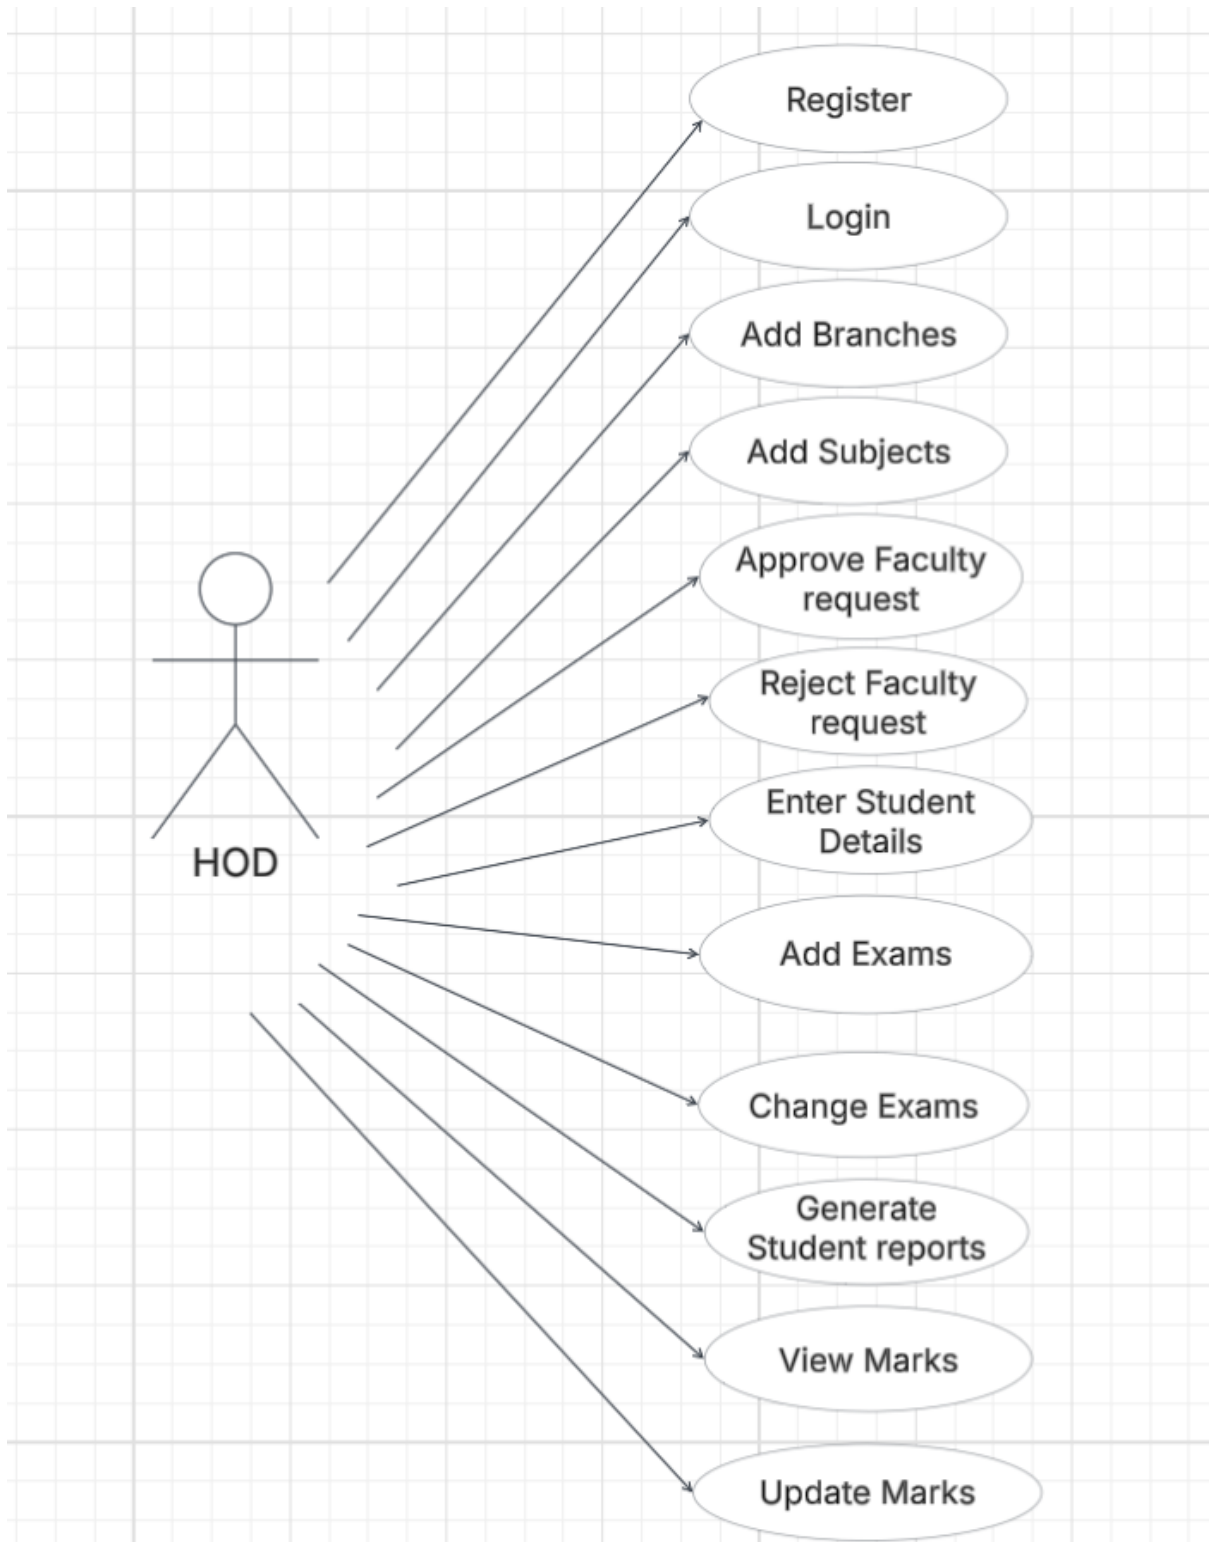 Register
Login
Add Branches
Add Subjects
Approve Faculty
request
Reject Faculty
request
Enter Student
Details
HOD
Add Exams
Change Exams
Generate
Student reports
View Marks
Update Marks